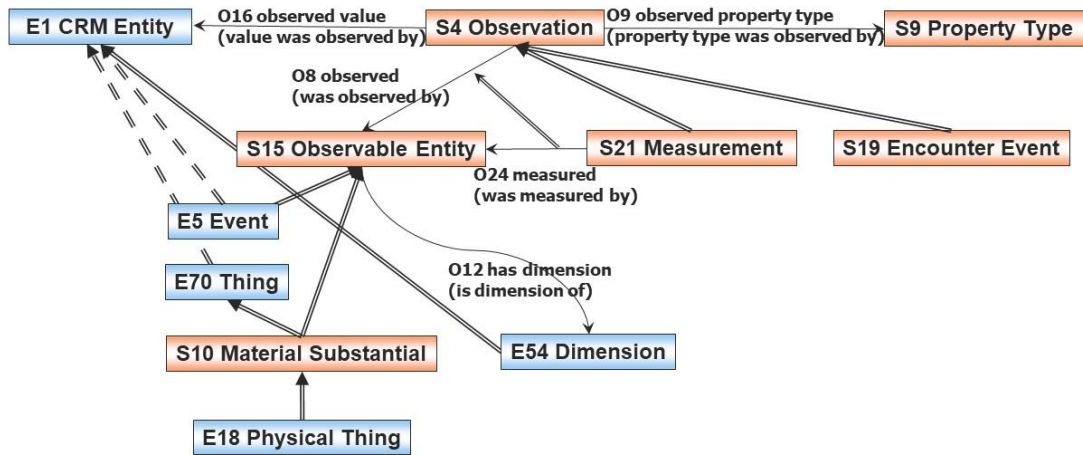 E1 CRM Entity
O16 observed value
(value was observed by)
S4 Observation
O9 observed property type
(property type was observed by)
S9 Property Type
O8 observed
(was observed by)
S15 Observable Entity
S21 Measurement
S19 Encounter Event
O24 measured
(was measured by)
E5 Event
E70 Thing
O12 has dimension
(is dimension of)
S10 Material Substantial
E54 Dimension
E18 Physical Thing